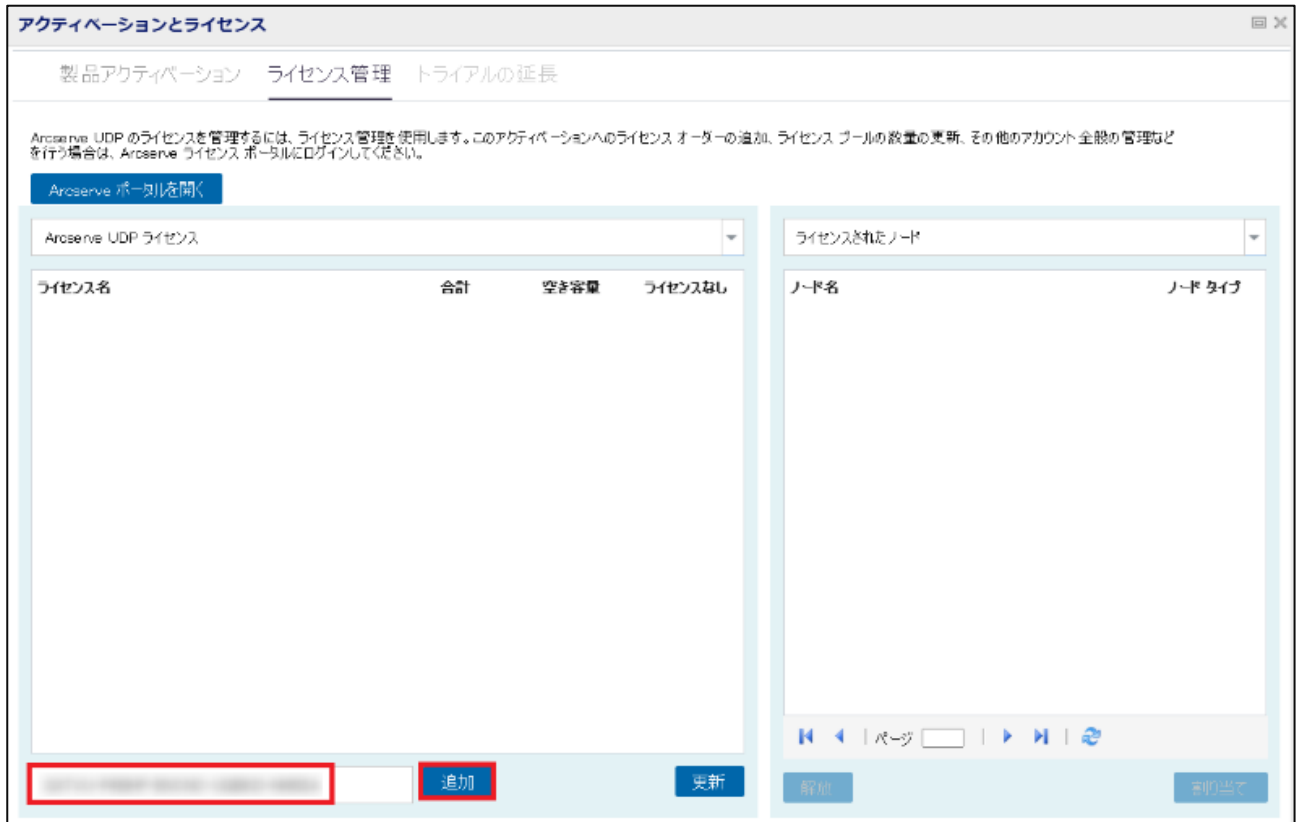 アクティベーションとライセンス
製品アクティベーション ライセンス管理 トライアルの延長
Arcserve UDP のライセンスを管理するには、ライセンス管理を使用します。このアクティベーションへのライセンス オーダーの追加、ライセンス プールの数量の更新、その他のアカウント全般の管理など
を行う場合は、Arcserve ライセンス ポータルにログインしてください。
Arcserve ポータルを開く
Arcserve UDP ライセンス
ライセンスされたノード
ライセンス名 合計 空き容量 ライセンスなし
ノード名 ノード タイプ
ページ
追加 更新
解放 割り当て